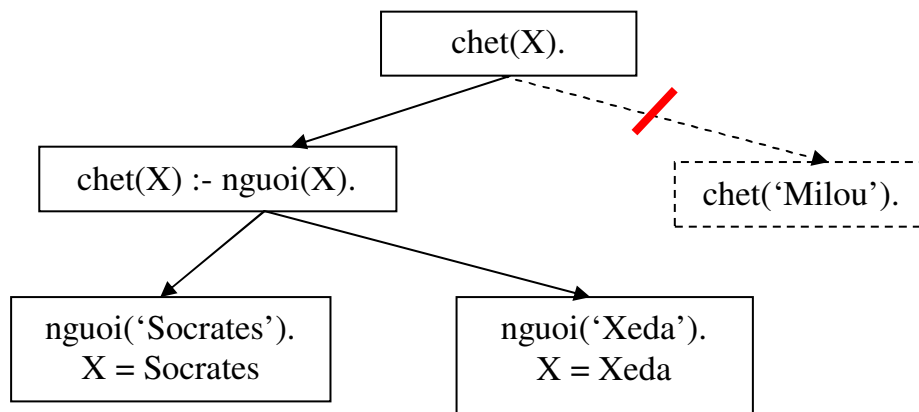 chet(X).
chet(X) :- nguoi(X).
chet(‘Milou’).
nguoi(‘Socrates’).
X = Socrates
nguoi(‘Xeda’).
X = Xeda